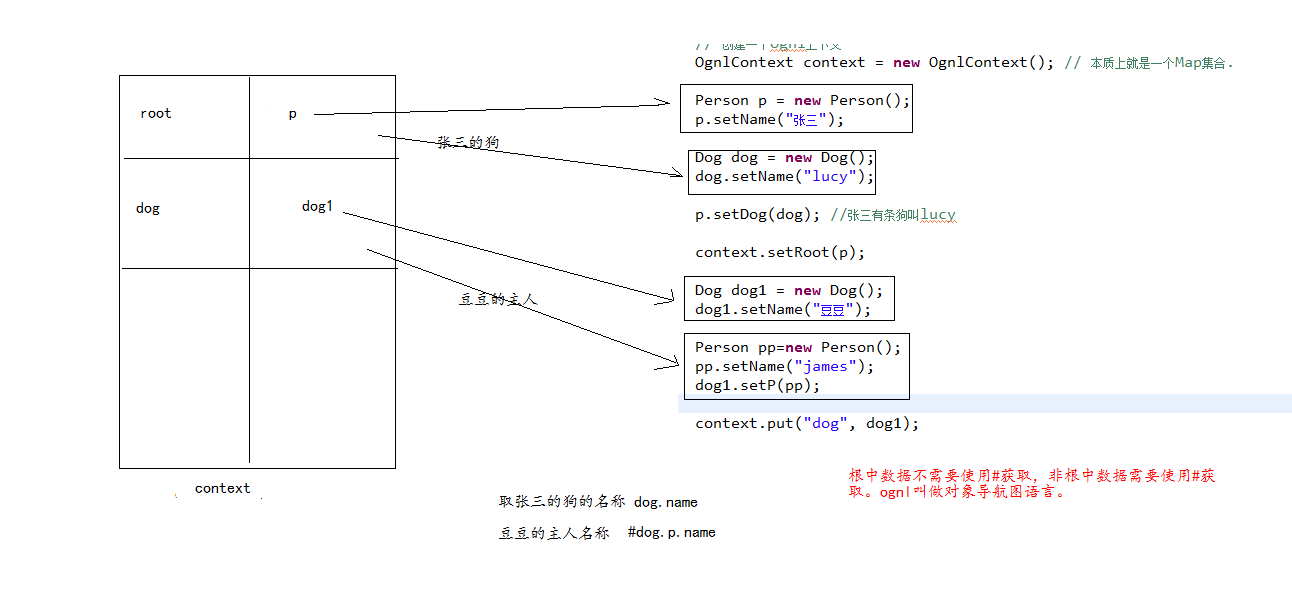 OgnlContext context = new OgnlContext(); // 本质上就是一个Map集合.
Person p = new Person();
p.setName("张三");
Dog dog = new Dog();
dog.setName("lucy");
p.setDog(dog); //张三有条狗叫lucy
context.setRoot(p);
Dog dog1 = new Dog();
dog1.setName("豆豆");
Person pp=new Person();
pp.setName("james");
dog1.setP(pp);
context.put("dog", dog1);
root
p
张三的狗
dog
dog1
豆豆的主人
context
取张三的狗的名称 dog.name
豆豆的主人名称 #dog.p.name
根中数据不需要使用#获取，非根中数据需要使用#获
取。ognl叫做对象导航图语言。